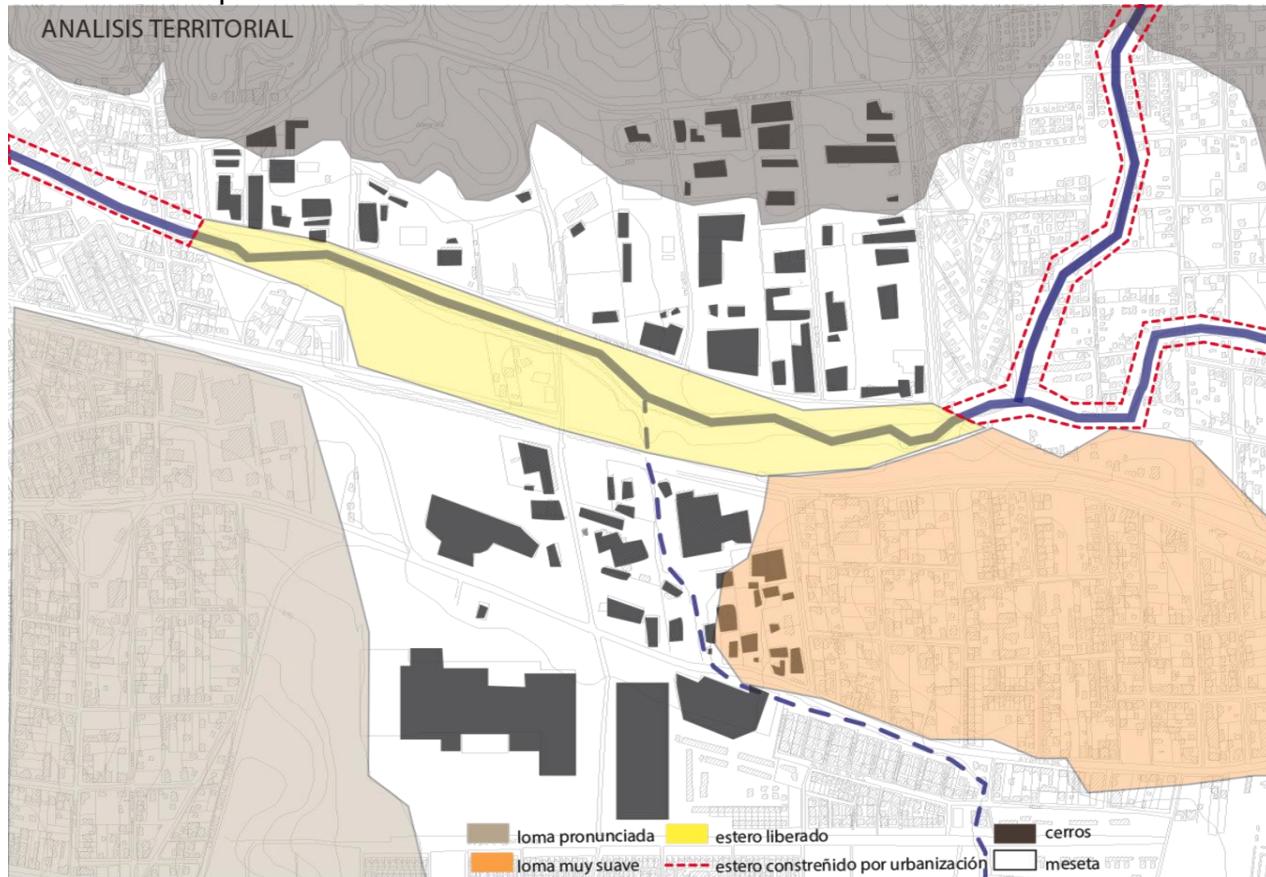 ANALISIS TERRITORIAL
loma pronunciada
estero liberado
cerros
loma muy suave
estero constreñido por urbanización
meseta